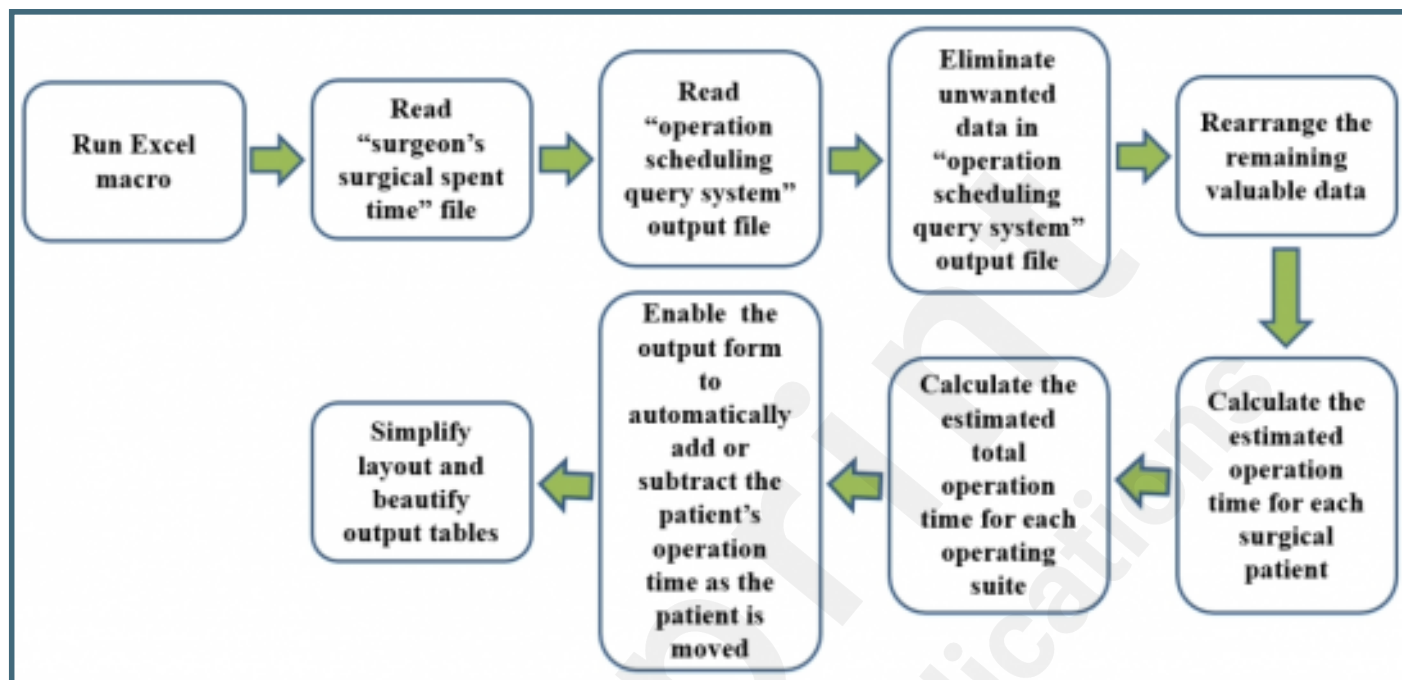 Run Excel
macro
Read
“surgeon’s
surgical spent
time” file
Read
“operation
scheduling
query system”
output file
Eliminate
unwanted
data in
“operation
scheduling
query system”
output file
Rearrange the
remaining
valuable data
Calculate the
estimated
operation
time for each
surgical
patient
Calculate the
estimated
total
operation
time for each
operating
suite
Enable the
output form
to
automatically
add or
subtract the
patient’s
operation
time as the
patient is
moved
Simplify
layout and
beautify
output tables